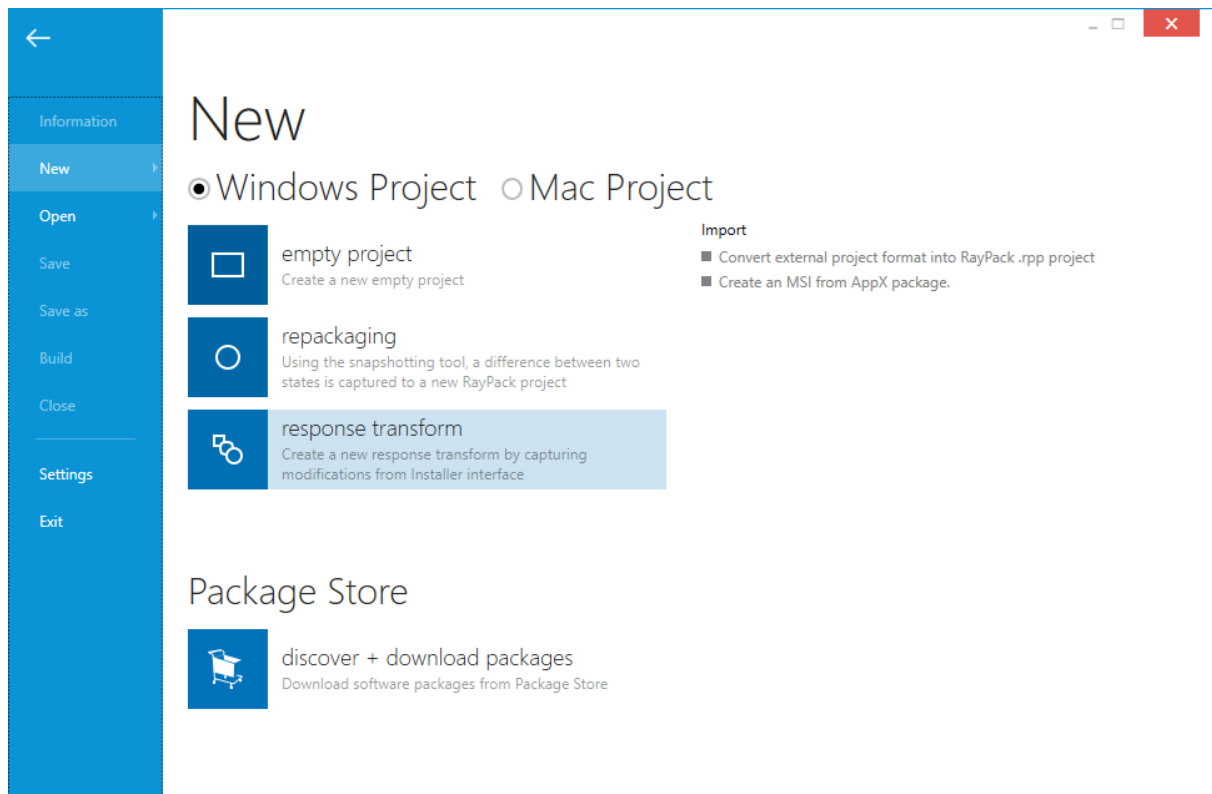 Information
New
Open
Save
Save as
Build
Close
Settings
Exit
New
Windows Project Mac Project
empty project
Create a new empty project
repackaging
Using the snapshotting tool, a difference between two
states is captured to a new RayPack project
response transform
Create a new response transform by capturing
modifications from Installer interface
Import
Convert external project format into RayPack .rpp project
Create an MSI from AppX package.
Package Store
discover + download packages
Download software packages from Package Store